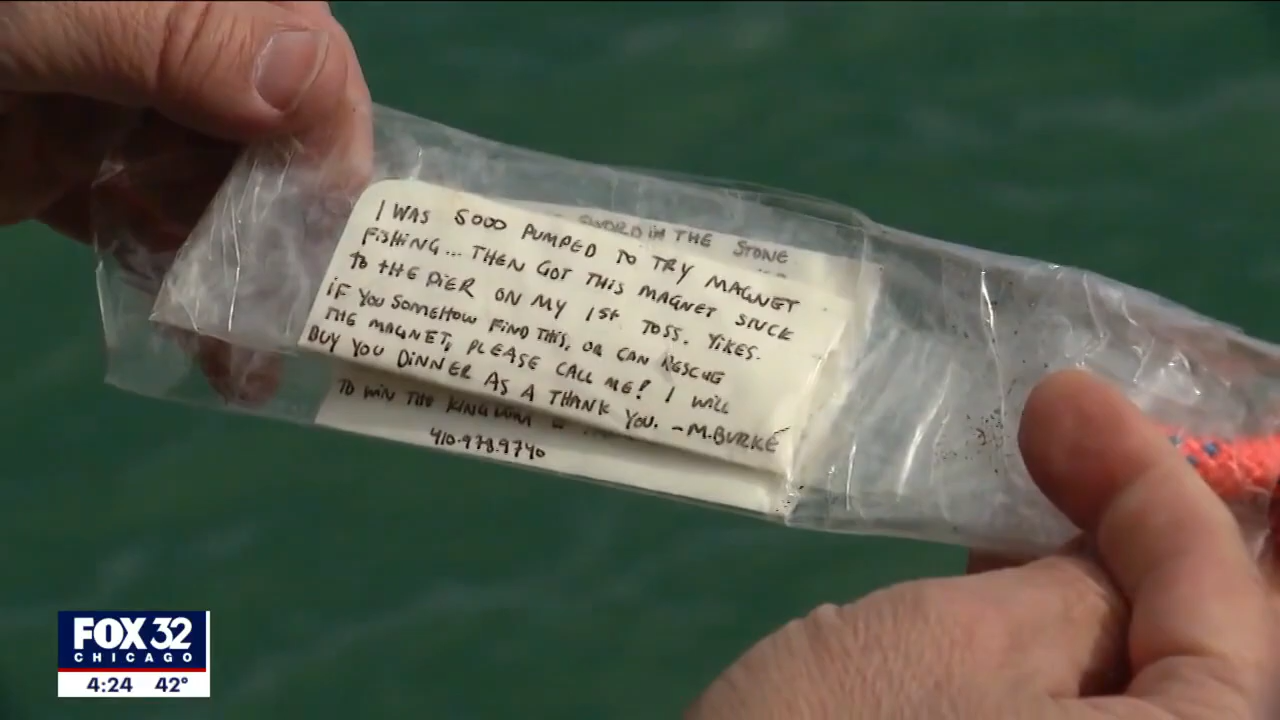 SWORD IN THE STONE
I WAS SOOO PUMPED TO TRY MAGNET
FISHING... THEN GOT THIS MAGNET STUCK
TO THE PIER ON MY 1ST TOSS. YIKES.
IF YOU SOMEHOW FIND THIS, OR CAN RESCUE
THE MAGNET, PLEASE CALL ME! I WILL
BUY YOU DINNER AS A THANK YOU. -M.BURKE
TO WIN THE KINGDOM
410-978-9740
FOX 32
CHICAGO
4:24 42°